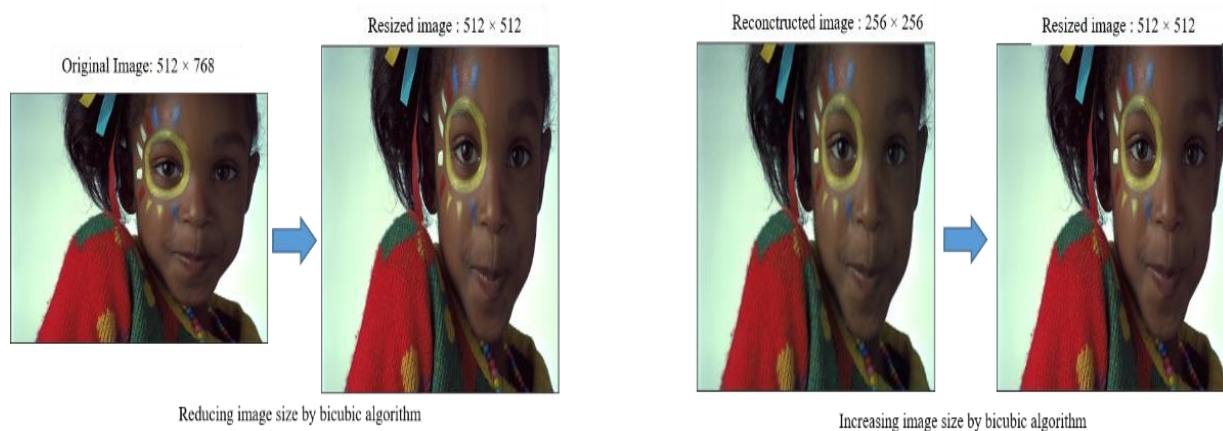 Original Image: 512 × 768
Resized image : 512 × 512
Reconctructed image : 256 × 256
Resized image : 512 × 512
Reducing image size by bicubic algorithm
Increasing image size by bicubic algorithm